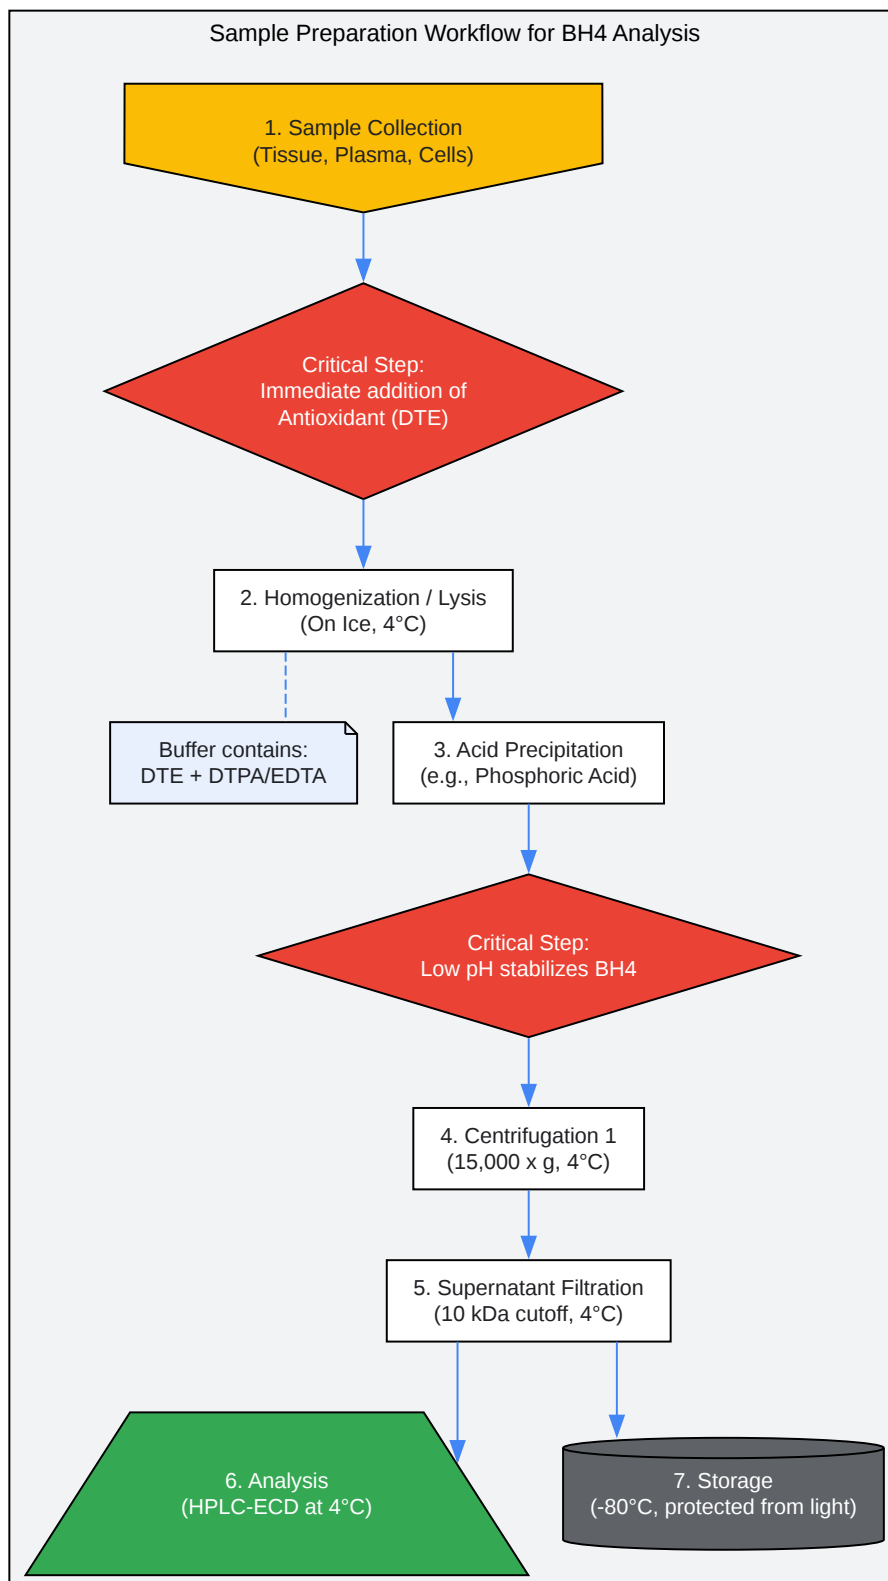 Sample Preparation Workflow for BH4 Analysis
1. Sample Collection
(Tissue, Plasma, Cells)
Critical Step:
Immediate addition of
Antioxidant (DTE)
2. Homogenization / Lysis
(On Ice, 4°C)
Buffer contains:
DTE + DTPA/EDTA
3. Acid Precipitation
(e.g., Phosphoric Acid)
Critical Step:
Low pH stabilizes BH4
4. Centrifugation 1
(15,000 x g, 4°C)
5. Supernatant Filtration
(10 kDa cutoff, 4°C)
6. Analysis
(HPLC-ECD at 4°C)
7. Storage
(-80°C, protected from light)